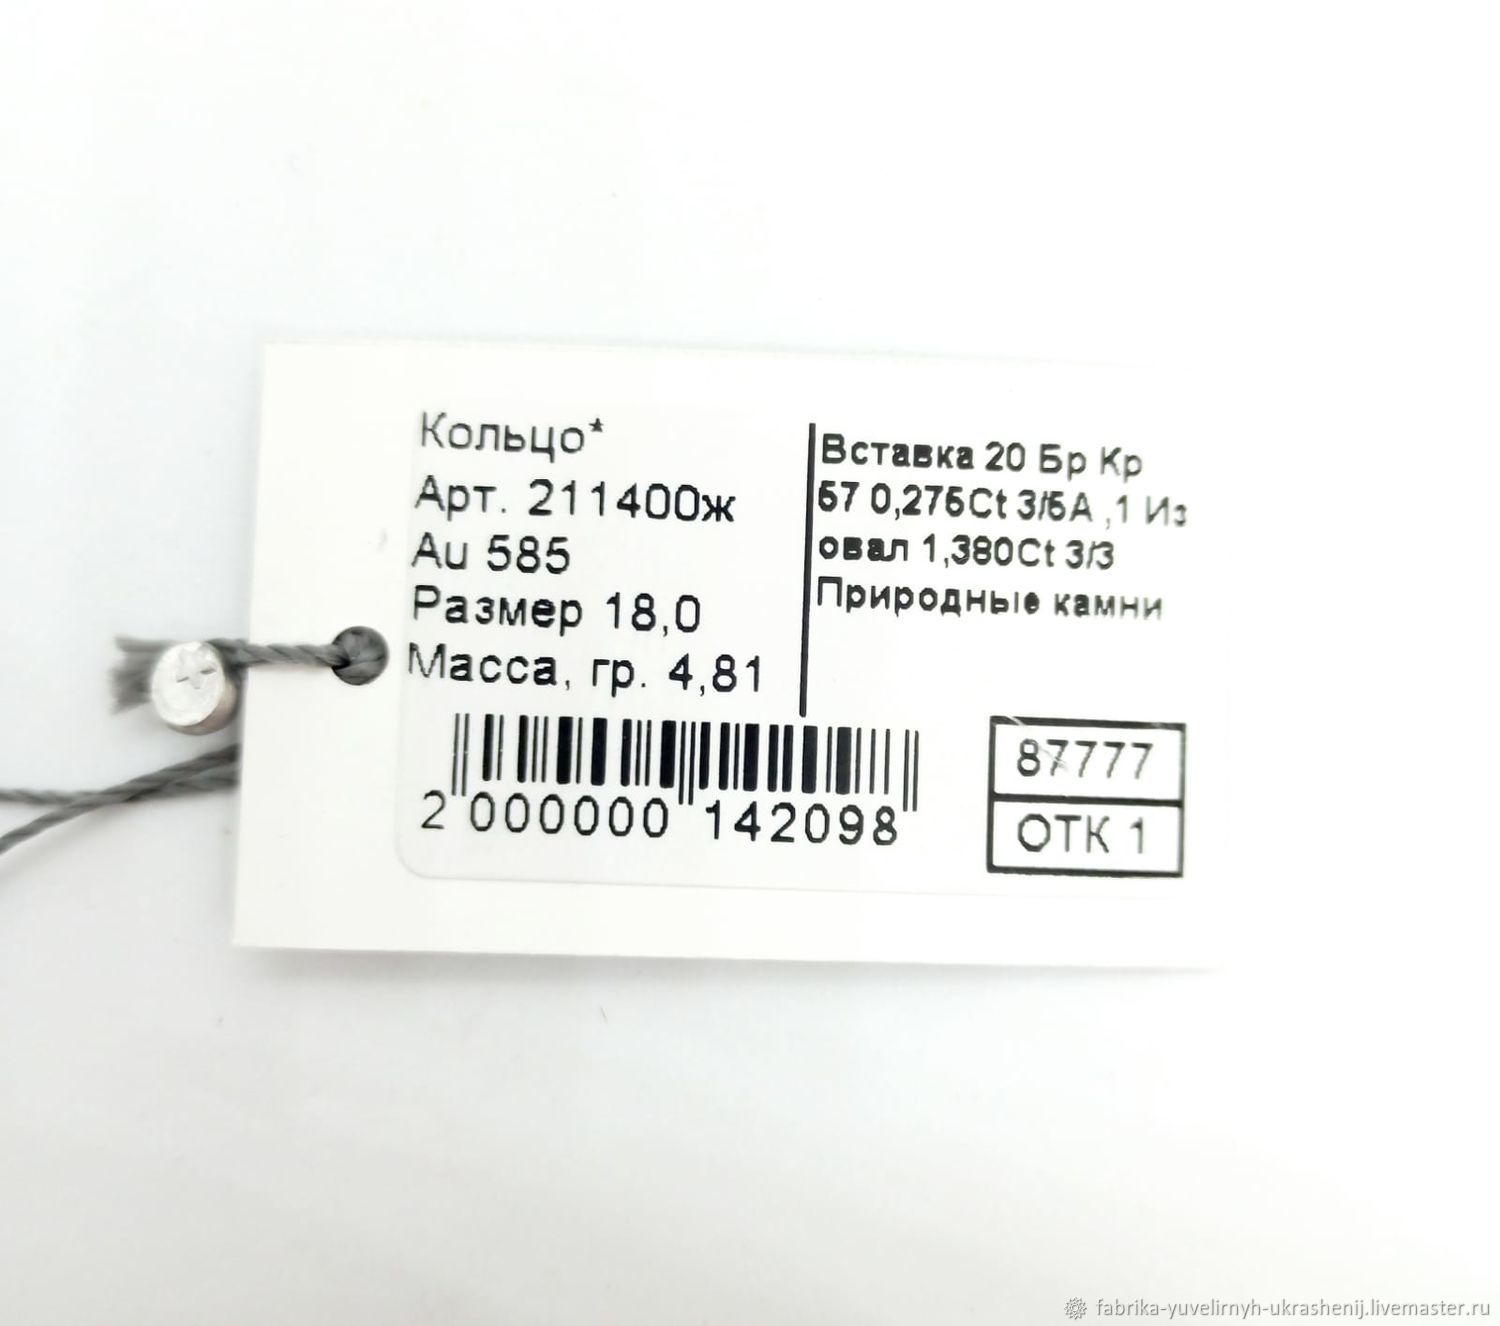 Кольцо*
Арт. 211400ж
Au 585
Размер 18,0
Масса, гр. 4,81
Вставка 20 Бр Кр
57 0,275Ct 3/5А ,1 Из
овал 1,380Ct 3/3
Природные камни
2 000000 142098
87777
ОТК 1
fabrika-yuvelirnyh-ukrashenij.livemaster.ru